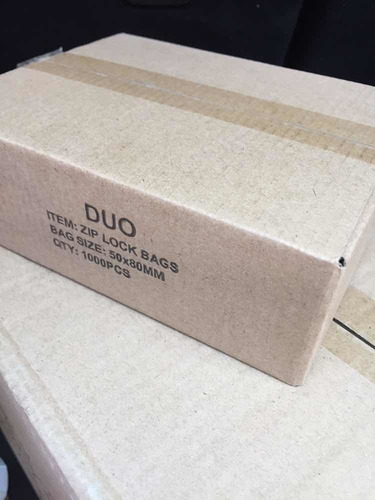 DUO
ITEM: ZIP LOCK BAGS
BAG SIZE: 50x80MM
QTY: 1000PCS